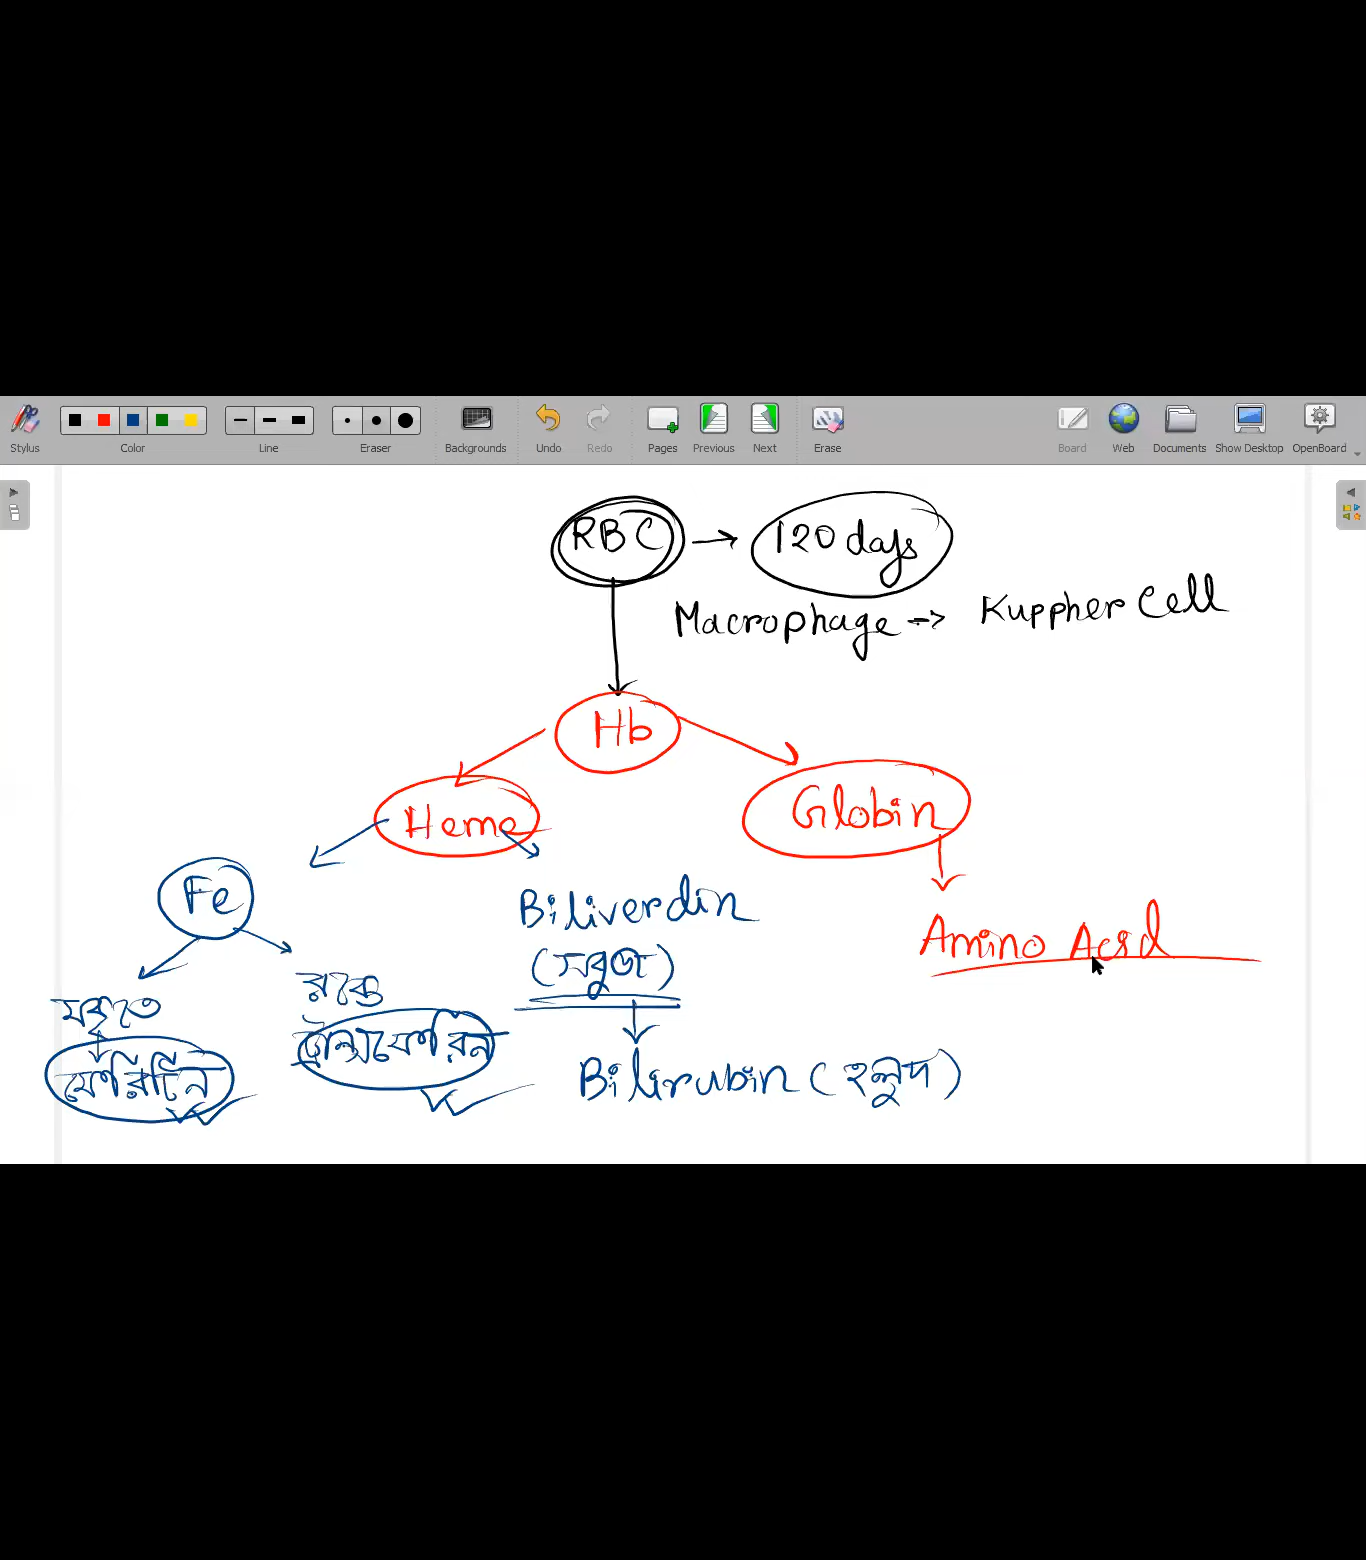 Stylus
Color
Line
Eraser
Backgrounds
Undo
Redo
Pages
Previous
Next
Erase
Board
Web
Documents
Show Desktop
OpenBoard
RBC → 120 days
Macrophage -> Kuppher Cell
Hb
Heme
Globin
Fe
Biliverdin
(সবুজ)
Amino Acid
যকৃতে
রক্তে
ফেরিটিন
ট্রান্সফেরিন
Bilirubin (হলুদ)